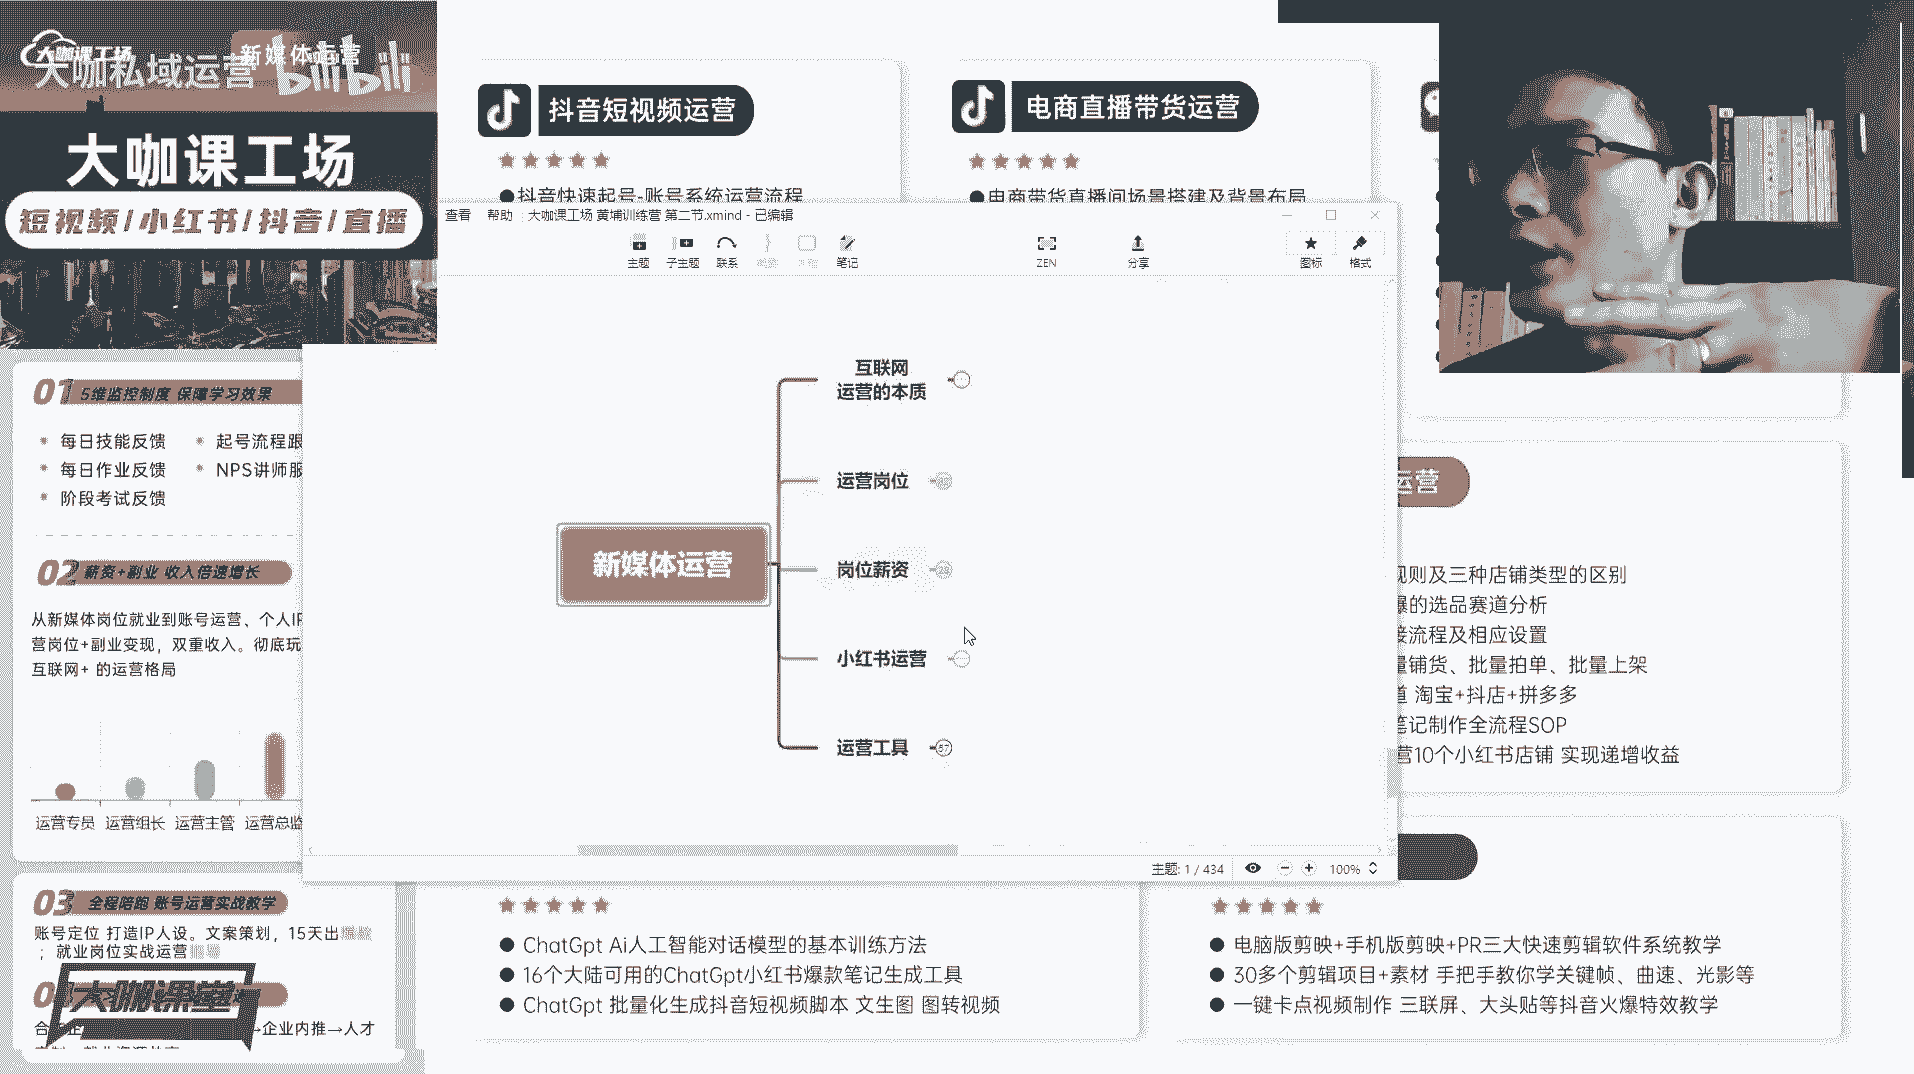 大咖课工场
新媒体运营
大咖私域运营
bilibili
大咖课工场
短视频/小红书/抖音/直播
抖音短视频运营
抖音快速起号-账号系统运营流程
电商直播带货运营
电商带货直播间场景搭建及背景布局
查看 帮助 大咖课工场 黄埔训练营 第二节.xmind - 已编辑
主题 子主题 联系 笔记 ZEN 分享 图标 格式
互联网
运营的本质
运营岗位
新媒体运营
岗位薪资
28
小红书运营
运营工具
57
主题: 1 / 434
100%
01 5维监控制度 保障学习效果
每日技能反馈
起号流程跟
每日作业反馈
NPS讲师服
阶段考试反馈
02 薪资+副业 收入倍速增长
从新媒体岗位就业到账号运营、个人IP
营岗位+副业变现，双重收入。彻底玩
互联网+ 的运营格局
运营专员 运营组长 运营主管 运营总监
03 全程陪跑 账号运营实战教学
账号定位 打造IP人设。文案策划，15天出
；就业岗位实战运营
大咖课堂
→企业内推→人才
运营
规则及三种店铺类型的区别
爆的选品赛道分析
接流程及相应设置
量铺货、批量拍单、批量上架
道 淘宝+抖店+拼多多
笔记制作全流程SOP
营10个小红书店铺 实现递增收益
ChatGpt Ai人工智能对话模型的基本训练方法
16个大陆可用的ChatGpt小红书爆款笔记生成工具
ChatGpt 批量化生成抖音短视频脚本 文生图 图转视频
电脑版剪映+手机版剪映+PR三大快速剪辑软件系统教学
30多个剪辑项目+素材 手把手教你学关键帧、曲速、光影等
一键卡点视频制作 三联屏、大头贴等抖音火爆特效教学